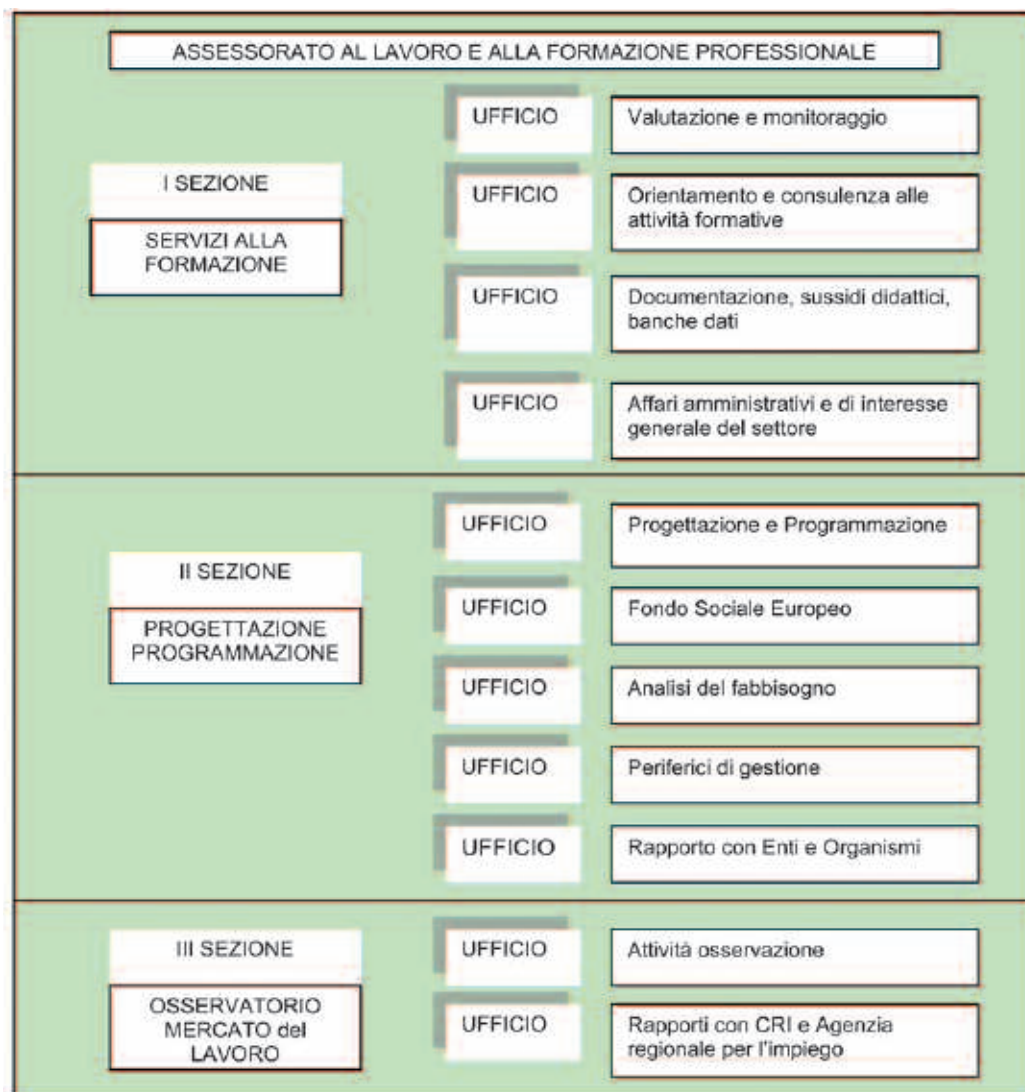 ASSESSORATO AL LAVORO E ALLA FORMAZIONE PROFESSIONALE
I SEZIONE
SERVIZI ALLA
FORMAZIONE
UFFICIO
Valutazione e monitoraggio
UFFICIO
Orientamento e consulenza alle
attività formative
UFFICIO
Documentazione, sussidi didattici,
banche dati
UFFICIO
Affari amministrativi e di interesse
generale del settore
II SEZIONE
PROGETTAZIONE
PROGRAMMAZIONE
UFFICIO
Progettazione e Programmazione
UFFICIO
Fondo Sociale Europeo
UFFICIO
Analisi del fabbisogno
UFFICIO
Periferici di gestione
UFFICIO
Rapporto con Enti e Organismi
III SEZIONE
OSSERVATORIO
MERCATO del
LAVORO
UFFICIO
Attività osservazione
UFFICIO
Rapporti con CRI e Agenzia
regionale per l'impiego